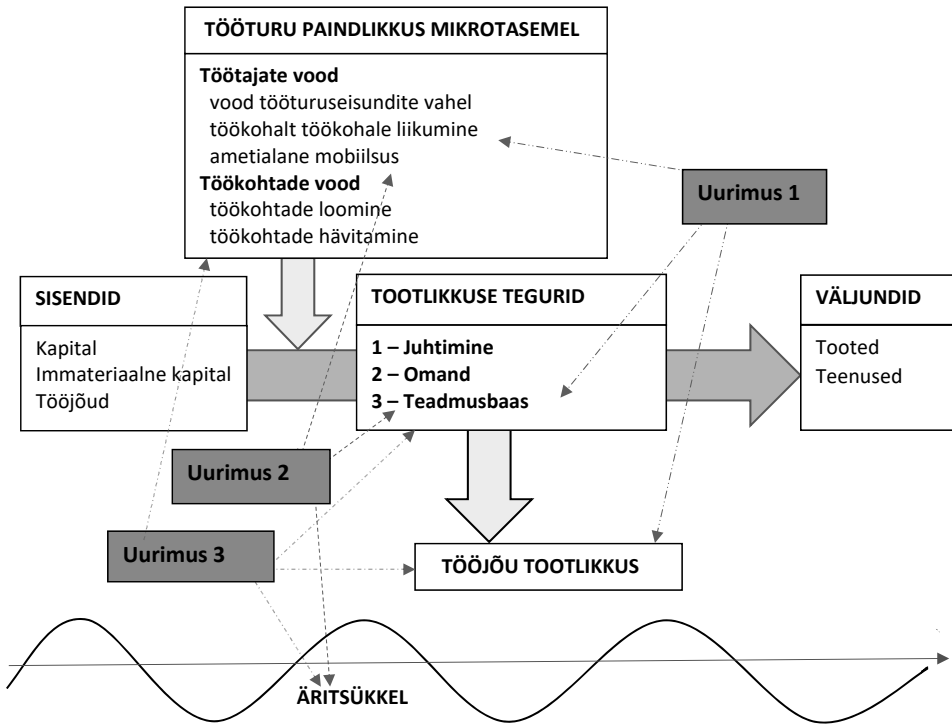 TÖÖTURU PAINDLIKKUS MIKROTASEMEL
Töötajate vood
vood tööturuseisundite vahel
töökohalt töökohale liikumine
ametialane mobiilsus
Töökohtade vood
töökohtade loomine
töökohtade hävitamine
Uurimus 1
SISENDID
Kapital
Immateriaalne kapital
Tööjõud
TOOTLIKKUSE TEGURID
1 – Juhtimine
2 – Omand
3 – Teadmusbaas
VÄLJUNDID
Tooted
Teenused
Uurimus 2
Uurimus 3
TÖÖJÕU TOOTLIKKUS
ÄRITSÜKKEL